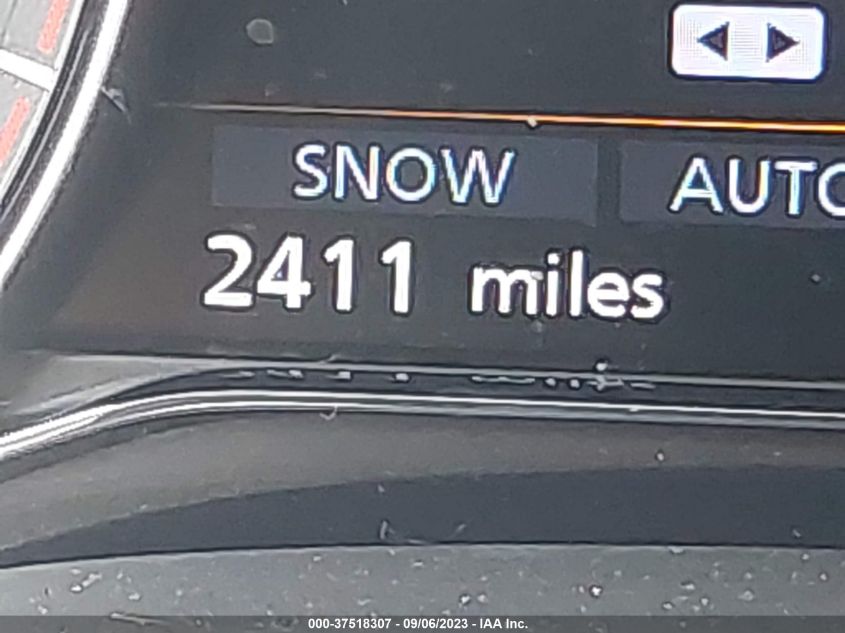 SNOW AUTO
2411 miles
000-37518307 - 09/06/2023 - IAA Inc.